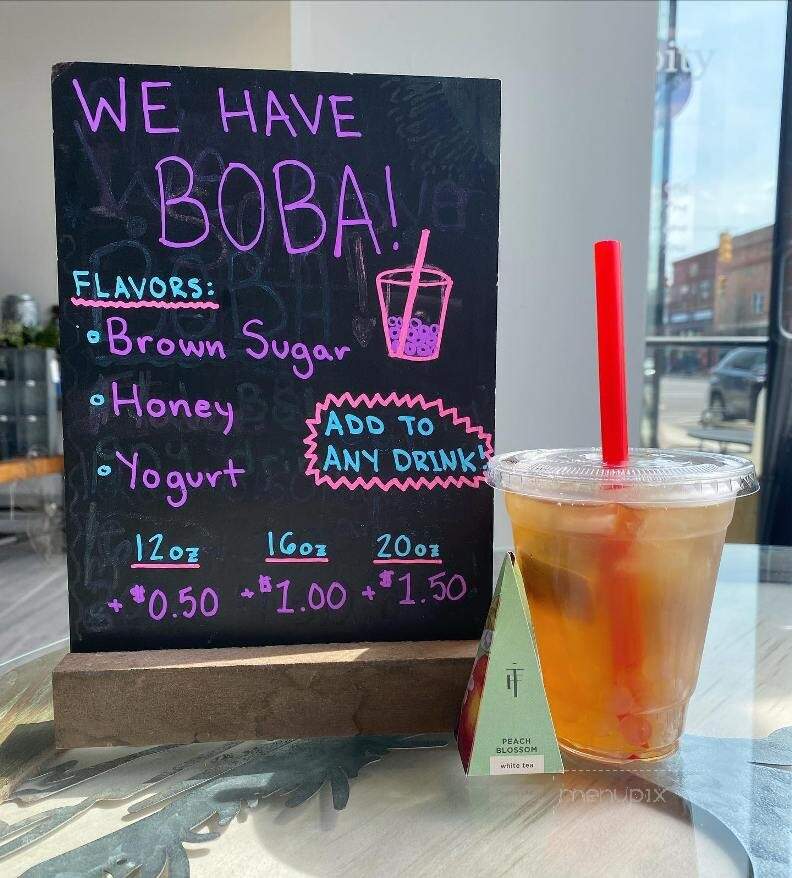 WE HAVE
BOBA!
FLAVORS:
Brown Sugar
Honey
Yogurt
ADD TO
ANY DRINK!
12oz 16oz 20oz
+$0.50 +$1.00 +$1.50
PEACH
BLOSSOM
white tea
menupix